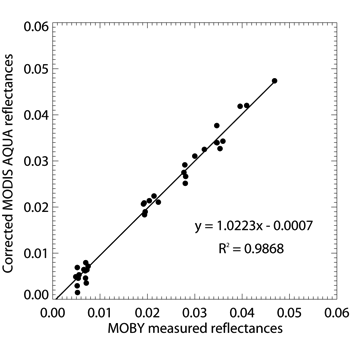 0.06
0.05
0.04
0.03
0.02
0.01
0.00
Corrected MODIS AQUA reflectances
y = 1.0223x - 0.0007
R² = 0.9868
0.00 0.01 0.02 0.03 0.04 0.05 0.06
MOBY measured reflectances